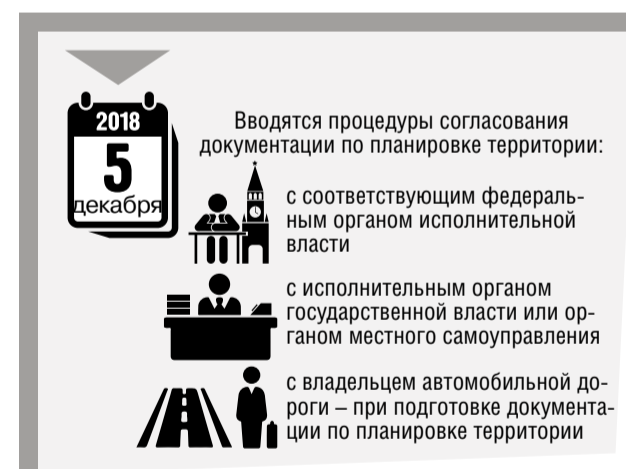 2018
5
декабря
Вводятся процедуры согласования
документации по планировке территории:
с соответствующим федераль-
ным органом исполнительной
власти
с исполнительным органом
государственной власти или ор-
ганом местного самоуправления
с владельцем автомобильной до-
роги – при подготовке документа-
ции по планировке территории